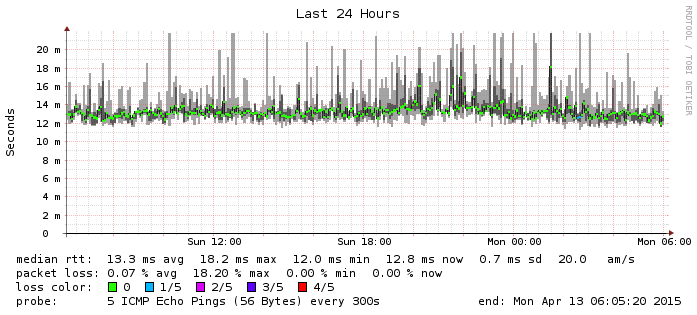 Last 24 Hours
RRDTOOL / TOBI OETIKER
Seconds
20 m
18 m
16 m
14 m
12 m
10 m
8 m
6 m
4 m
2 m
0
Sun 12:00 Sun 18:00 Mon 00:00 Mon 06:00
median rtt: 13.3 ms avg 18.2 ms max 12.0 ms min 12.8 ms now 0.7 ms sd 20.0 am/s
packet loss: 0.07 % avg 18.20 % max 0.00 % min 0.00 % now
loss color: 0 1/5 2/5 3/5 4/5
probe: 5 ICMP Echo Pings (56 Bytes) every 300s end: Mon Apr 13 06:05:20 2015